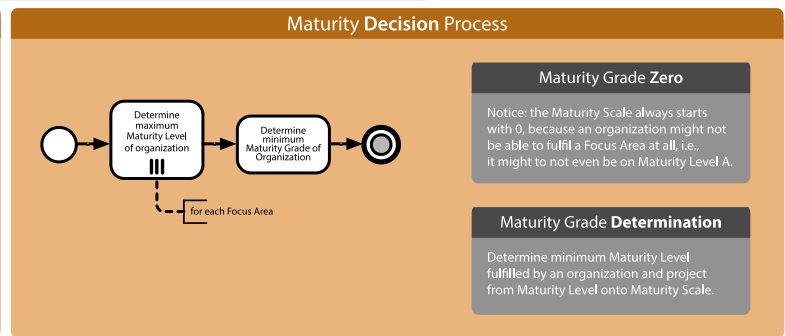 Maturity Decision Process
Determine
maximum
Maturity Level
of organization
Determine
minimum
Maturity Grade of
Organization
for each Focus Area
Maturity Grade Zero
Notice: the Maturity Scale always starts
with 0, because an organization might not
be able to fulfil a Focus Area at all, i.e.,
it might to not even be on Maturity Level A.
Maturity Grade Determination
Determine minimum Maturity Level
fulfilled by an organization and project
from Maturity Level onto Maturity Scale.